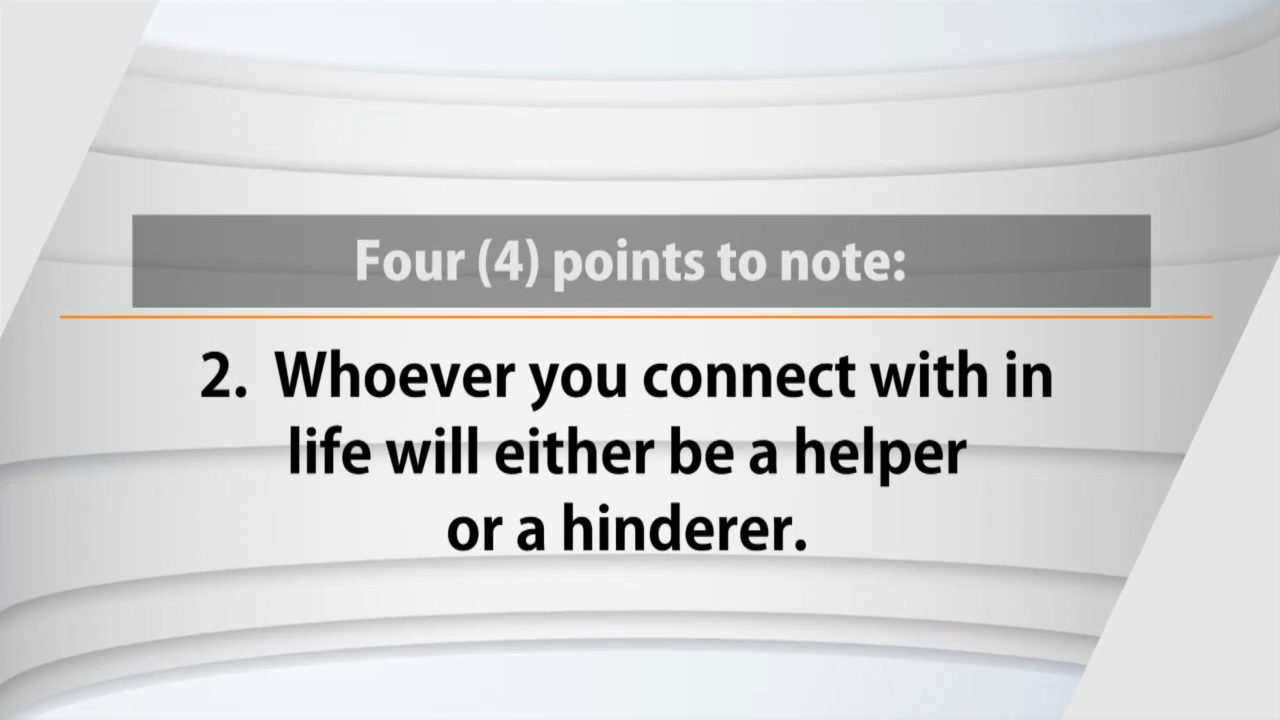 Four (4) points to note:
2. Whoever you connect with in
life will either be a helper
or a hinderer.